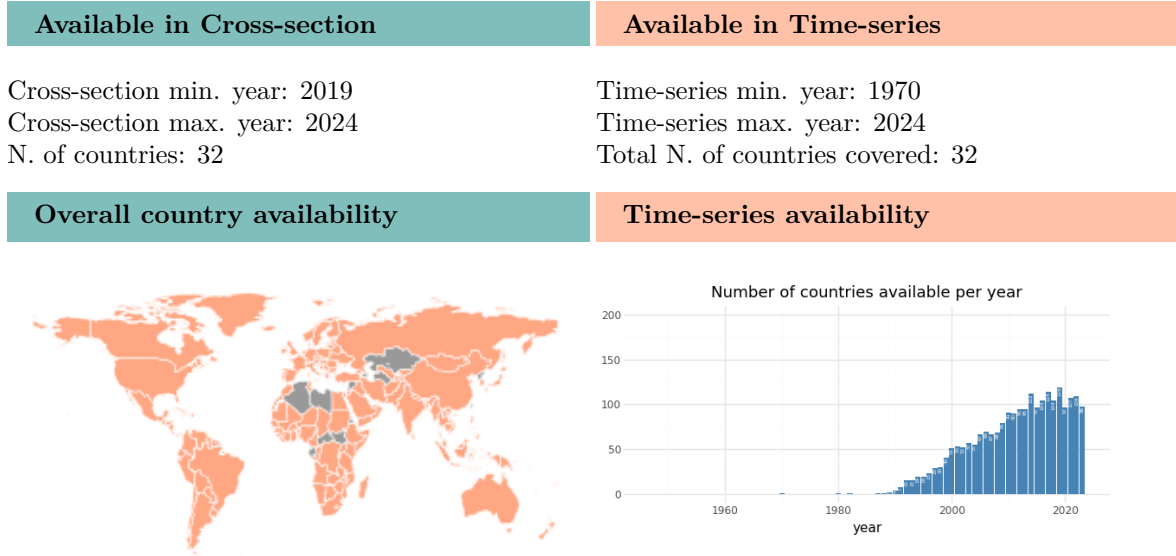 Available in Cross-section
Available in Time-series
Cross-section min. year: 2019
Cross-section max. year: 2024
N. of countries: 32
Time-series min. year: 1970
Time-series max. year: 2024
Total N. of countries covered: 32
Overall country availability
Time-series availability
Number of countries available per year
200
150
100
50
0
1960
1980
2000
2020
year